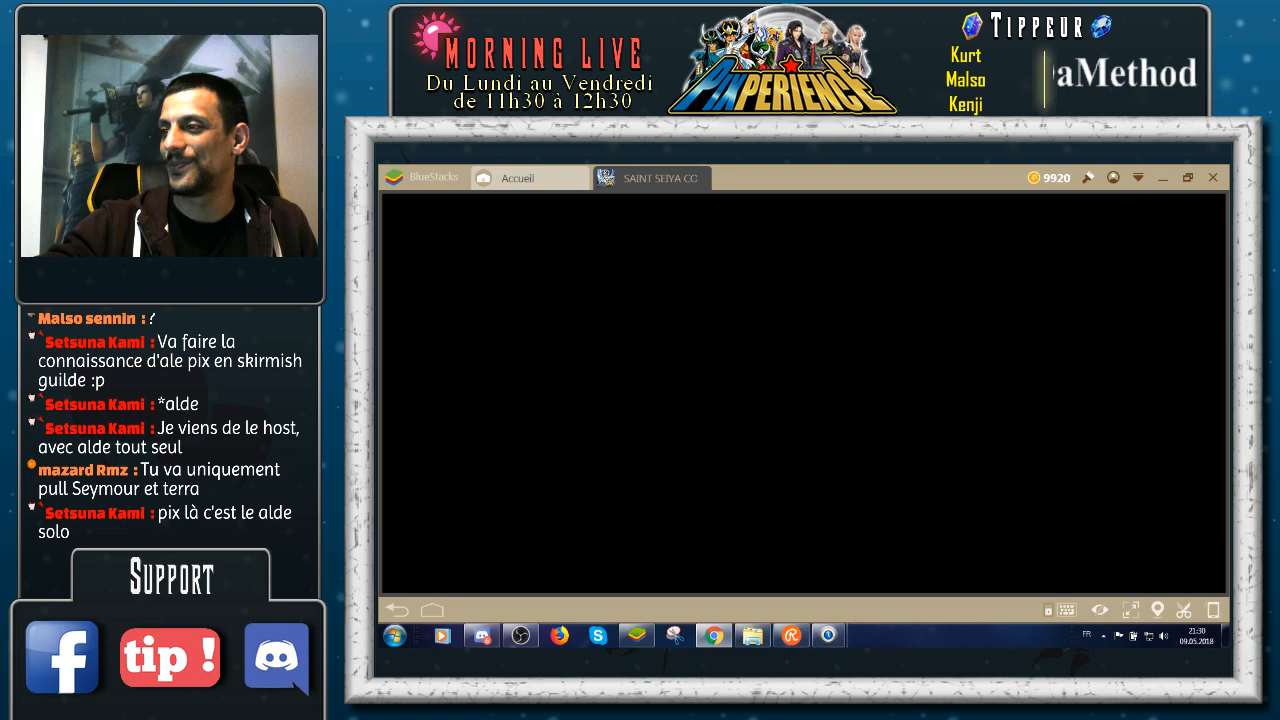 MORNING LIVE
Du Lundi au Vendredi
de 11h30 à 12h30
PIXPERIENCE
TIPPEUR
Kurt
Malso
Kenji
aMethod
BlueStacks
Accueil
SAINT SEIYA CO
9920
Malso sennin : ?
Setsuna Kami : Va faire la
connaissance d'ale pix en skirmish
guilde :p
Setsuna Kami : *alde
Setsuna Kami : Je viens de le host,
avec alde tout seul
mazard Rmz : Tu va uniquement
pull Seymour et terra
Setsuna Kami : pix là c'est le alde
solo
SUPPORT
f
tip !
FR
21:30
09.05.2018